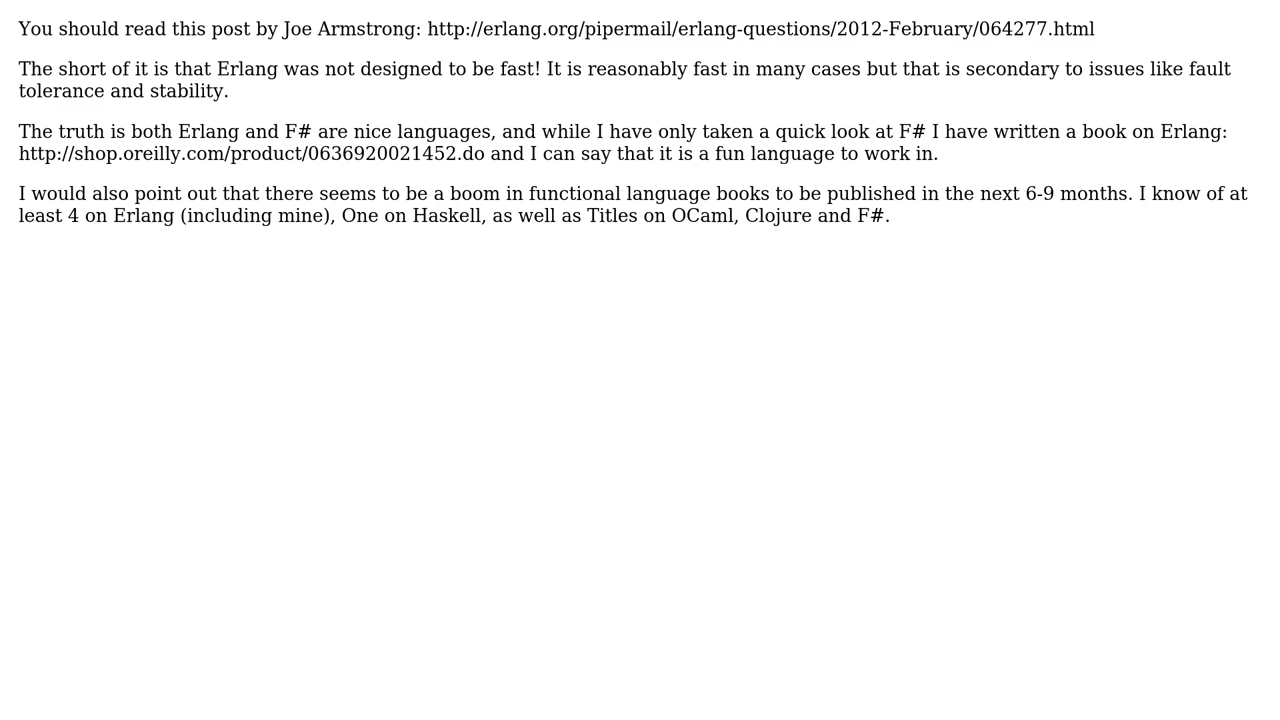 You should read this post by Joe Armstrong: http://erlang.org/pipermail/erlang-questions/2012-February/064277.html
The short of it is that Erlang was not designed to be fast! It is reasonably fast in many cases but that is secondary to issues like fault
tolerance and stability.
The truth is both Erlang and F# are nice languages, and while I have only taken a quick look at F# I have written a book on Erlang:
http://shop.oreilly.com/product/0636920021452.do and I can say that it is a fun language to work in.
I would also point out that there seems to be a boom in functional language books to be published in the next 6-9 months. I know of at
least 4 on Erlang (including mine), One on Haskell, as well as Titles on OCaml, Clojure and F#.